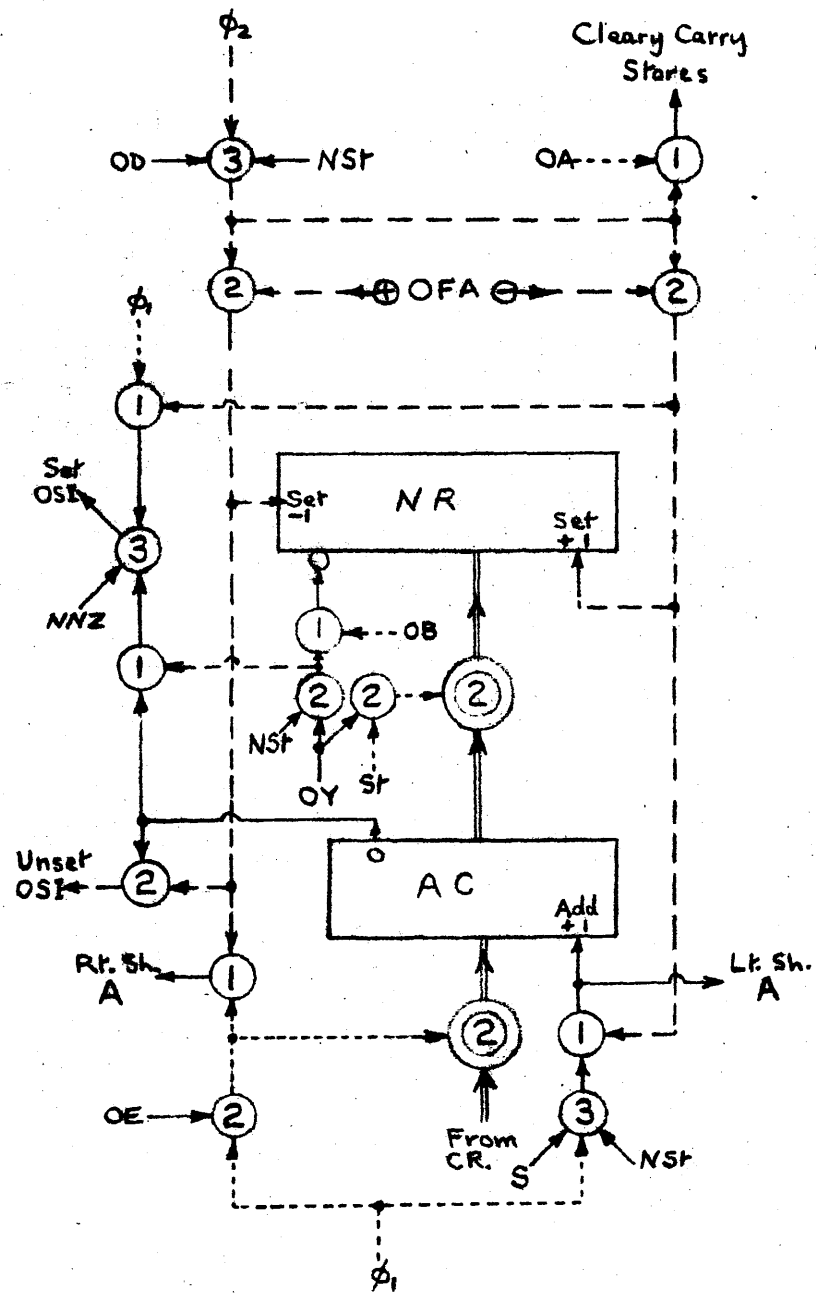 ϕ2
Cleary Carry
Stores
OD
3
NSt
OA
1
2
⊕ OFA ⊖
2
ϕ1
1
Set
OSI
NR
Set
-1
Set
+1
3
NNZ
1
OB
1
2
2
2
NSt
OY
St
Unset
OSI
2
O
AC
Add
+1
Rt. Sh.
A
1
Lt. Sh.
A
2
1
OE
2
3
From
CR.
S
NSt
ϕ1